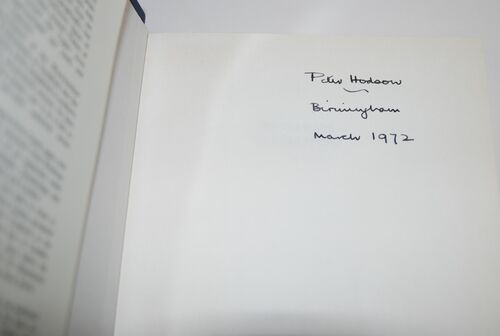 Peter Hodson
Birmingham
March 1972